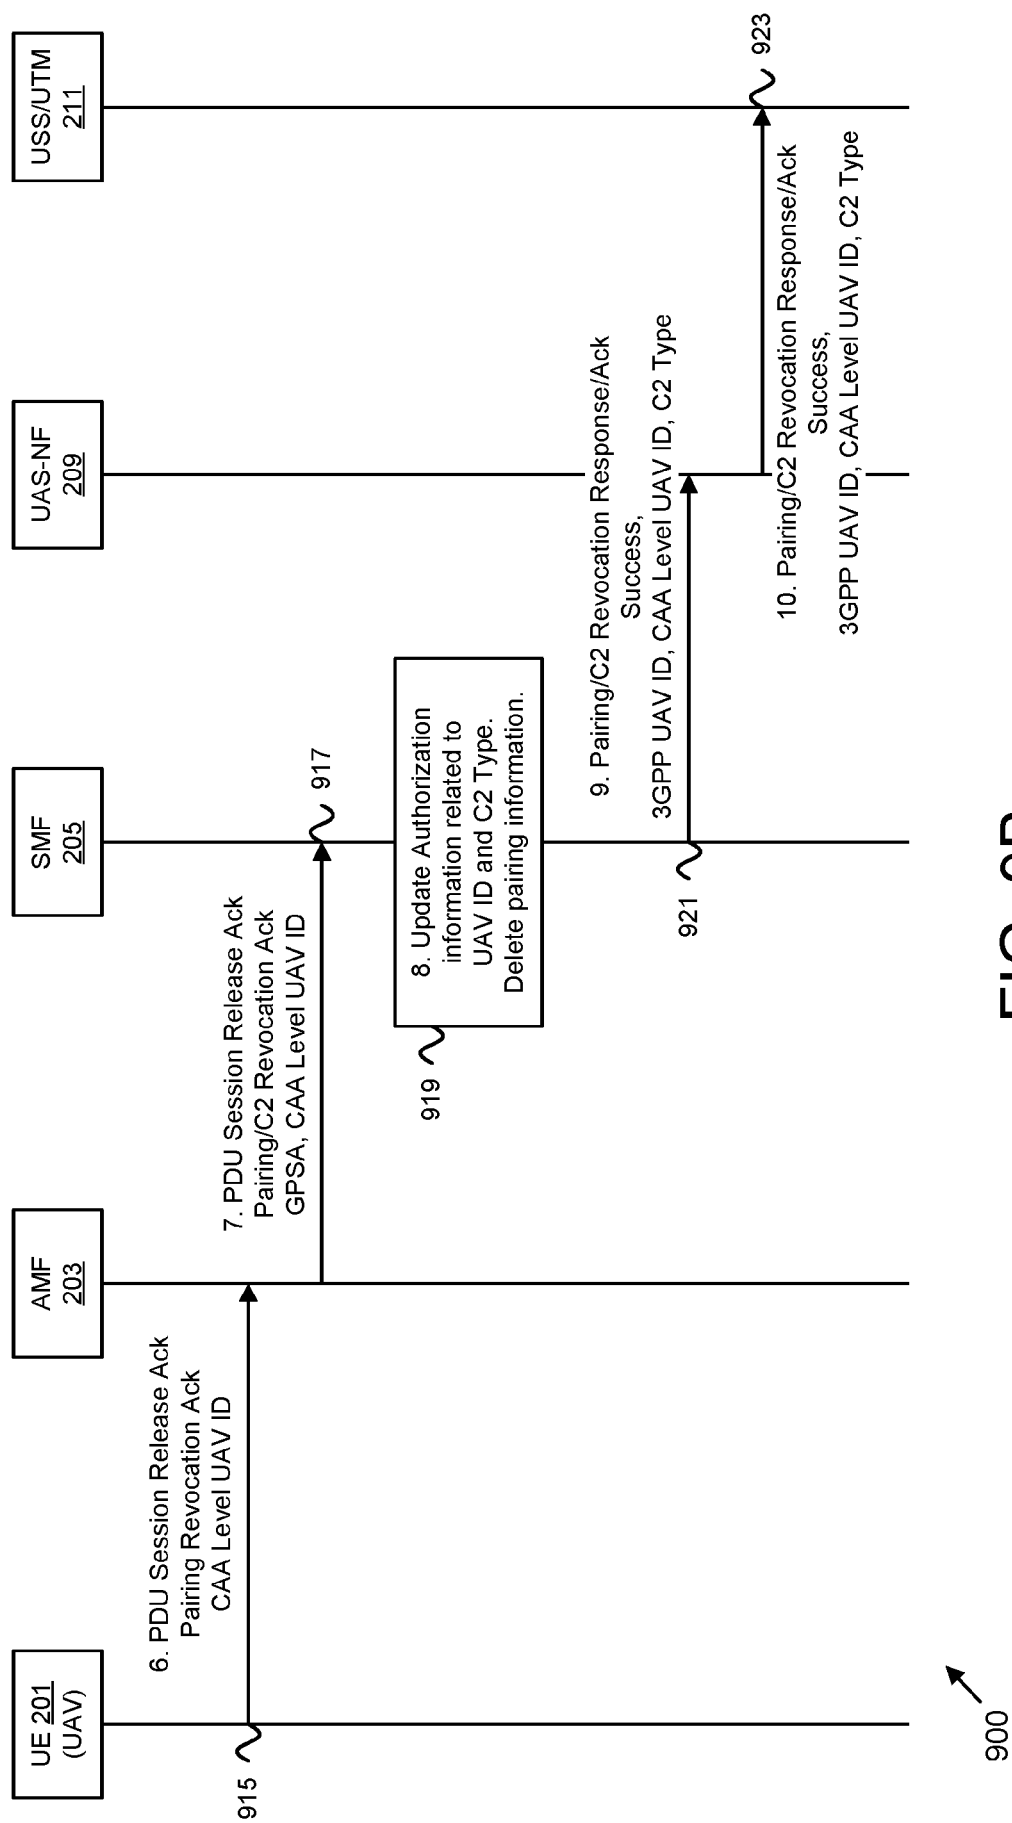 UE 201
(UAV)
AMF
203
SMF
205
UAS-NF
209
USS/UTM
211
6. PDU Session Release Ack
Pairing Revocation Ack
CAA Level UAV ID
915
7. PDU Session Release Ack
Pairing/C2 Revocation Ack
GPSA, CAA Level UAV ID
917
8. Update Authorization
information related to
UAV ID and C2 Type.
Delete pairing information.
919
9. Pairing/C2 Revocation Response/Ack
Success,
3GPP UAV ID, CAA Level UAV ID, C2 Type
921
10. Pairing/C2 Revocation Response/Ack
Success,
3GPP UAV ID, CAA Level UAV ID, C2 Type
923
900